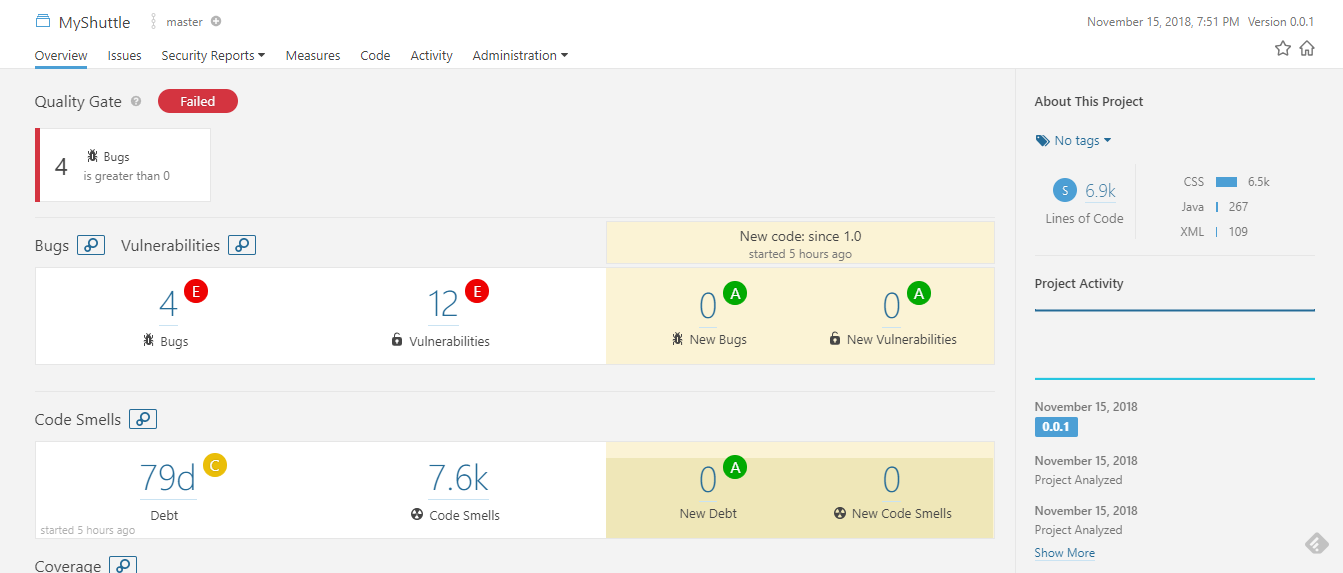 MyShuttle master November 15, 2018, 7:51 PM Version 0.0.1
Overview Issues Security Reports Measures Code Activity Administration
Quality Gate ? Failed
4 Bugs
is greater than 0
Bugs Vulnerabilities
New code: since 1.0
started 5 hours ago
4 E 12 E 0 A 0 A
Bugs Vulnerabilities New Bugs New Vulnerabilities
Code Smells
79d C 7.6k 0 A 0
Debt Code Smells New Debt New Code Smells
started 5 hours ago
Coverage
About This Project
No tags
S 6.9k
Lines of Code
CSS 6.5k
Java 267
XML 109
Project Activity
November 15, 2018
0.0.1
November 15, 2018
Project Analyzed
November 15, 2018
Project Analyzed
Show More